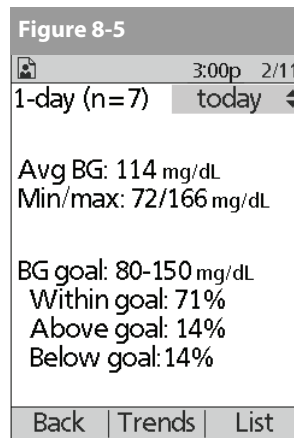 Figure 8-5
3:00p 2/11
1-day (n=7) today
Avg BG: 114 mg/dL
Min/max: 72/166 mg/dL
BG goal: 80-150 mg/dL
Within goal: 71%
Above goal: 14%
Below goal: 14%
Back | Trends | List